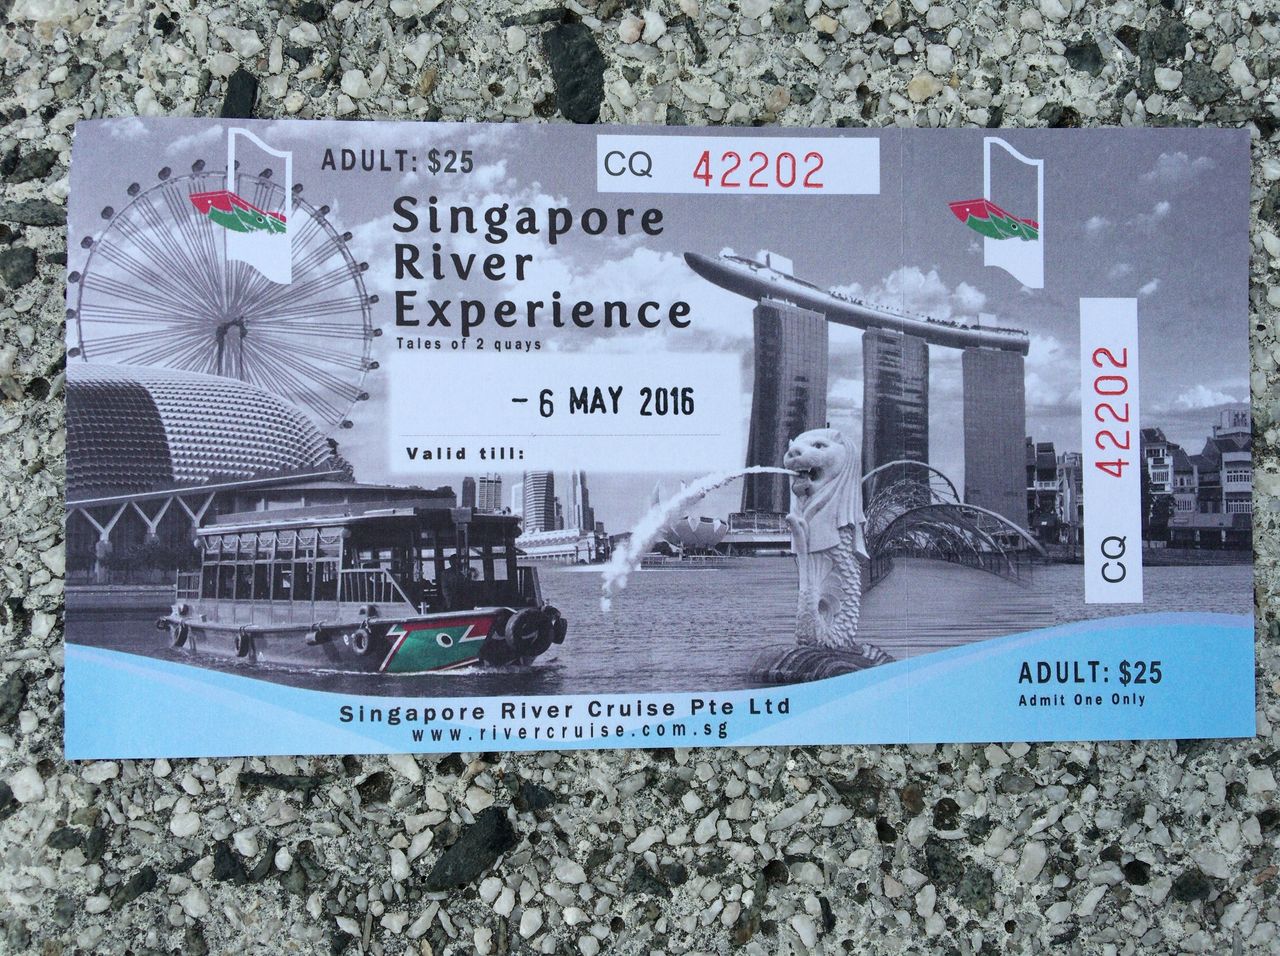 ADULT: $25
CQ 42202
Singapore
River
Experience
Tales of 2 quays
- 6 MAY 2016
Valid till:
Singapore River Cruise Pte Ltd
www.rivercruise.com.sg
CQ 42202
ADULT: $25
Admit One Only